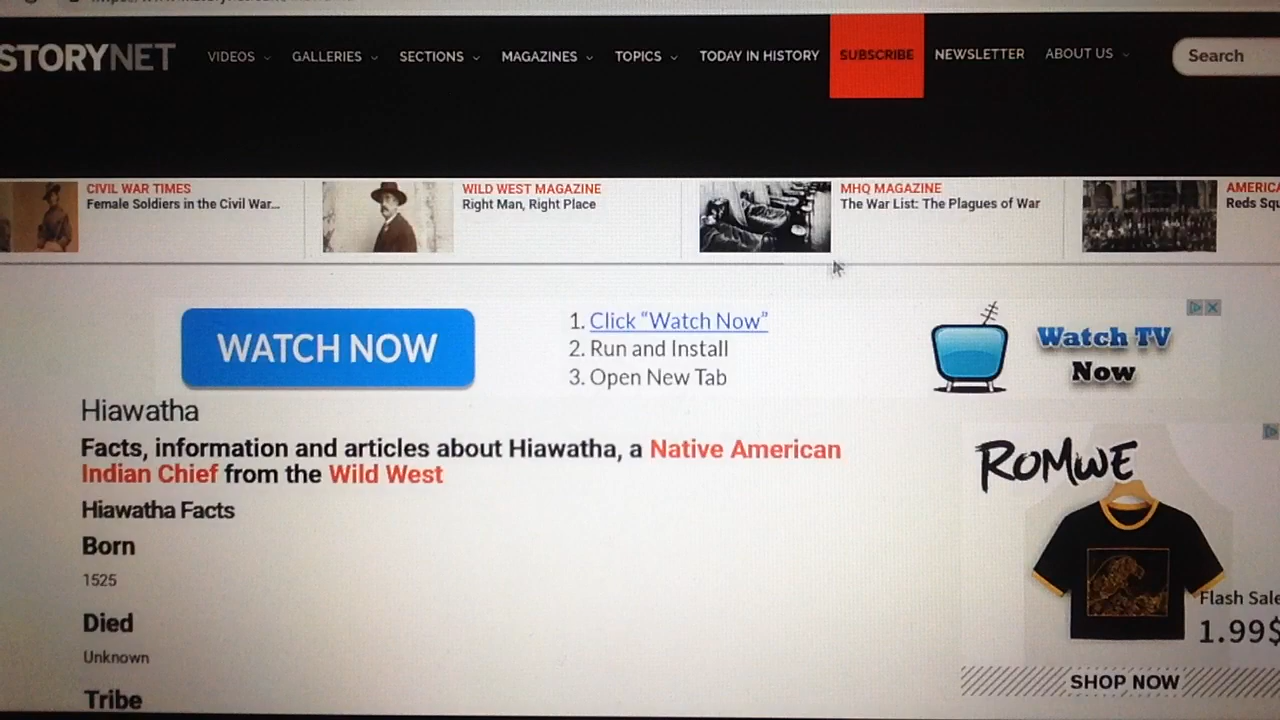 STORYNET VIDEOS GALLERIES SECTIONS MAGAZINES TOPICS TODAY IN HISTORY SUBSCRIBE NEWSLETTER ABOUT US Search
CIVIL WAR TIMES
Female Soldiers in the Civil War...
WILD WEST MAGAZINE
Right Man, Right Place
MHQ MAGAZINE
The War List: The Plagues of War
AMERICA
Reds Squ
WATCH NOW
1. Click “Watch Now”
2. Run and Install
3. Open New Tab
Watch TV
Now
Hiawatha
Facts, information and articles about Hiawatha, a Native American
Indian Chief from the Wild West
Hiawatha Facts
Born
1525
Died
Unknown
Tribe
ROMWE
Flash Sale
1.99$
SHOP NOW